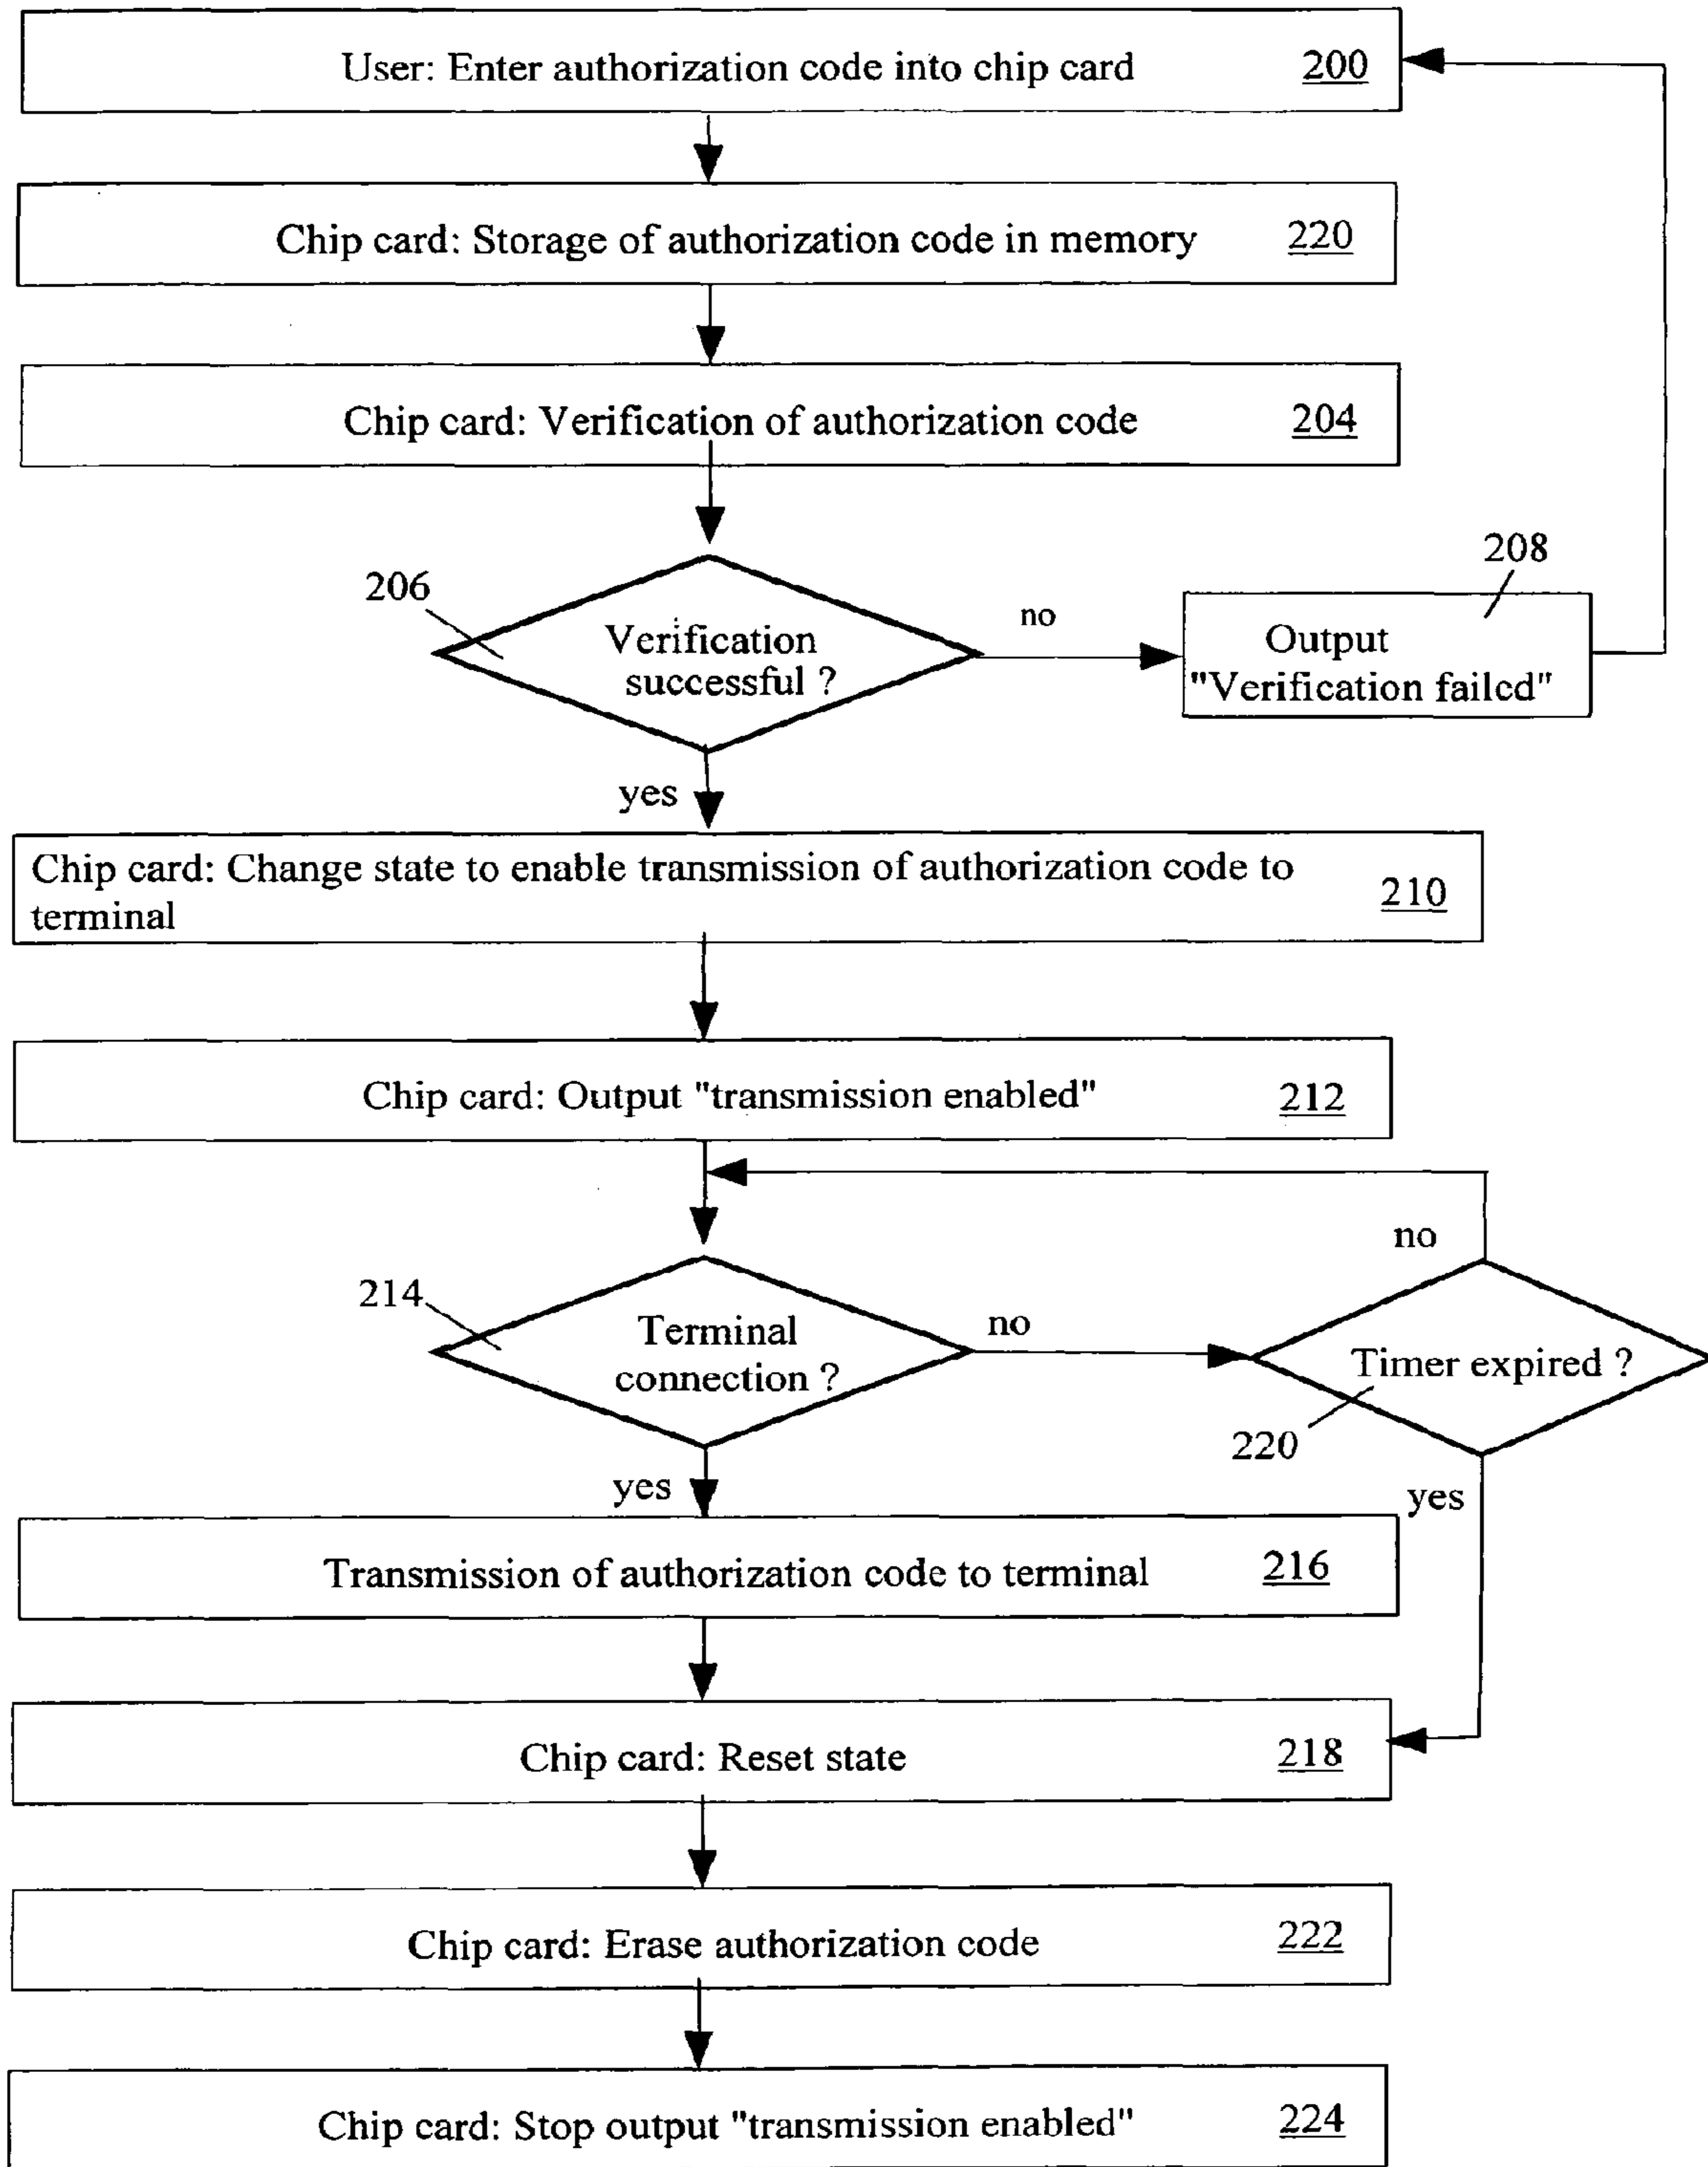 User: Enter authorization code into chip card 200
Chip card: Storage of authorization code in memory 220
Chip card: Verification of authorization code 204
206
Verification
successful ?
no
208
Output
"Verification failed"
yes
Chip card: Change state to enable transmission of authorization code to
terminal
210
Chip card: Output "transmission enabled" 212
214
Terminal
connection ?
no
Timer expired ?
220
no
yes
yes
Transmission of authorization code to terminal 216
Chip card: Reset state 218
Chip card: Erase authorization code 222
Chip card: Stop output "transmission enabled" 224